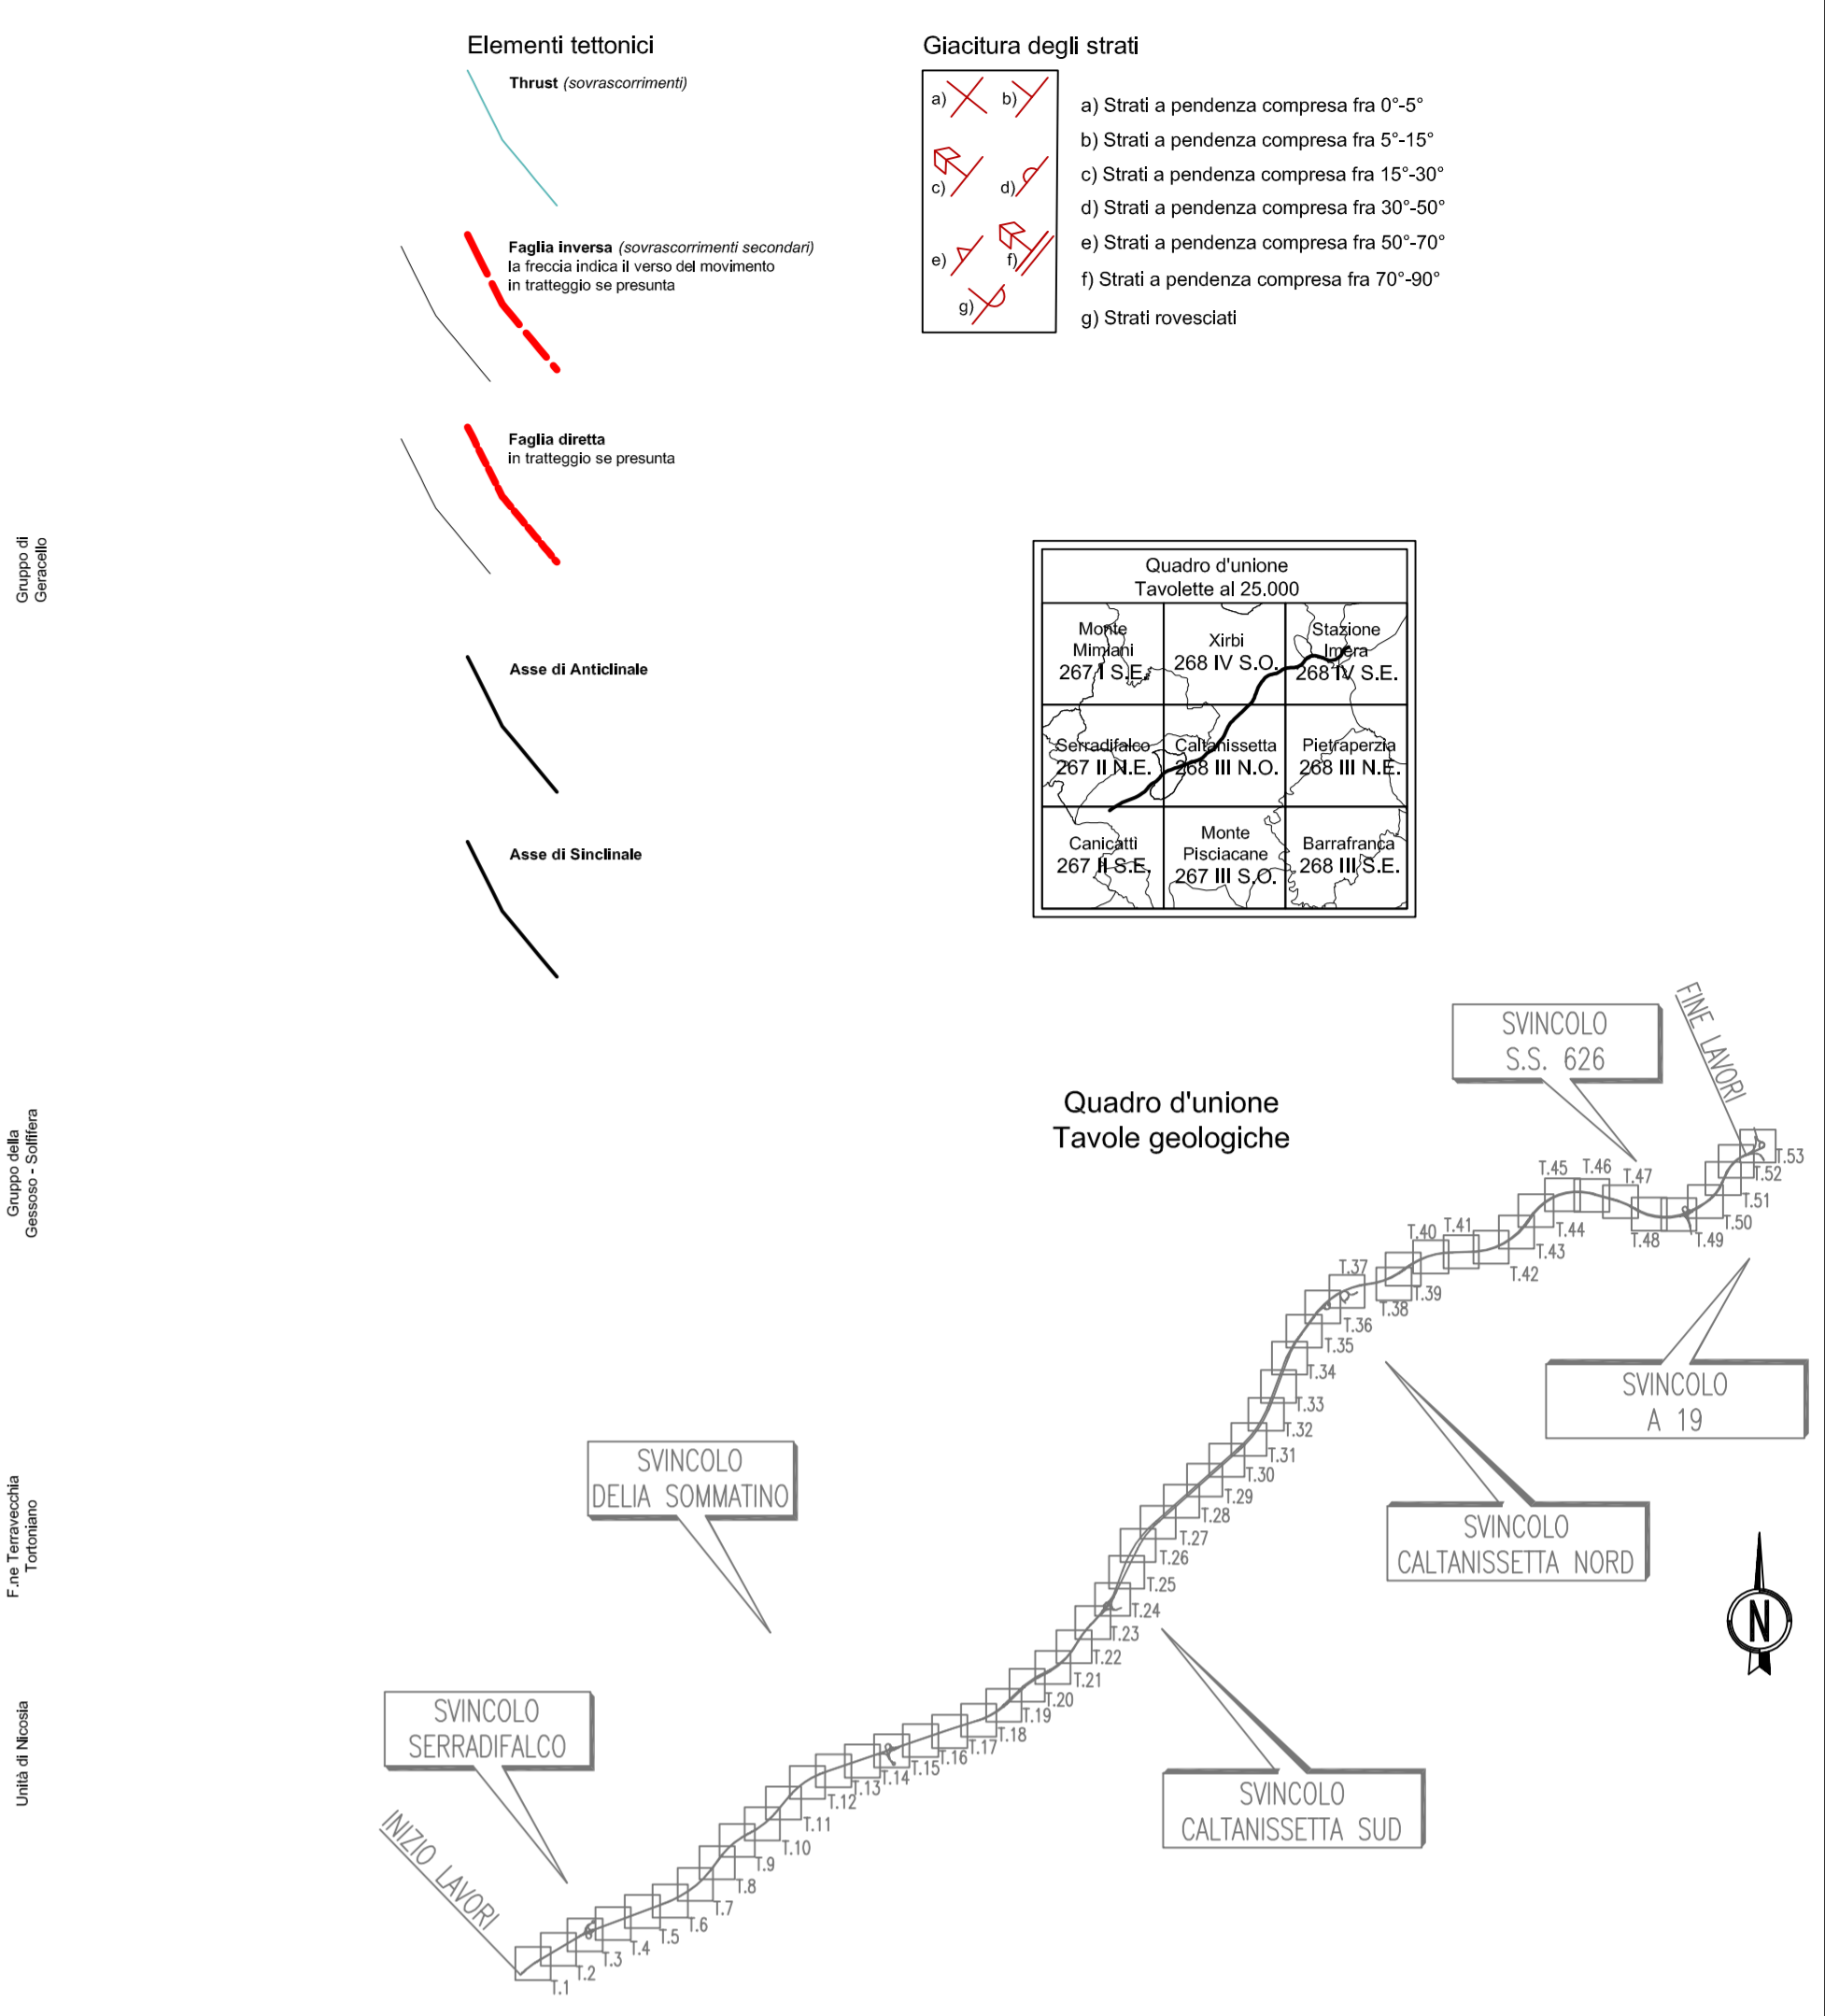 Elementi tettonici
Thrust (sovrascorrimenti)
Faglia inversa (sovrascorrimenti secondari)
la freccia indica il verso del movimento
in tratteggio se presunta
Faglia diretta
in tratteggio se presunta
Asse di Anticlinale
Asse di Sinclinale
Giacitura degli strati
a)
b)
c)
d)
e)
f)
g)
a) Strati a pendenza compresa fra 0°-5°
b) Strati a pendenza compresa fra 5°-15°
c) Strati a pendenza compresa fra 15°-30°
d) Strati a pendenza compresa fra 30°-50°
e) Strati a pendenza compresa fra 50°-70°
f) Strati a pendenza compresa fra 70°-90°
g) Strati rovesciati
Gruppo di
Geracello
Gruppo della
Gessoso - Solfifera
F.ne Terravecchia
Tortoniano
Unità di Nicosia
Quadro d'unione
Tavolette al 25.000
Monte
Mimiani
267 I S.E.
Xirbi
268 IV S.O.
Stazione
Imera
268 IV S.E.
Serradifalco
267 II N.E.
Caltanissetta
268 III N.O.
Pietraperzia
268 III N.E.
Canicattì
267 II S.E.
Monte
Pisciacane
267 III S.O.
Barrafranca
268 III S.E.
Quadro d'unione
Tavole geologiche
SVINCOLO
S.S. 626
FINE LAVORI
SVINCOLO
A 19
SVINCOLO
CALTANISSETTA NORD
SVINCOLO
DELIA SOMMATINO
SVINCOLO
SERRADIFALCO
SVINCOLO
CALTANISSETTA SUD
INIZIO LAVORI
N
T.1
T.2
T.3
T.4
T.5
T.6
T.7
T.8
T.9
T.10
T.11
T.12
T.13
T.14
T.15
T.16
T.17
T.18
T.19
T.20
T.21
T.22
T.23
T.24
T.25
T.26
T.27
T.28
T.29
T.30
T.31
T.32
T.33
T.34
T.35
T.36
T.37
T.38
T.39
T.40
T.41
T.42
T.43
T.44
T.45
T.46
T.47
T.48
T.49
T.50
T.51
T.52
T.53